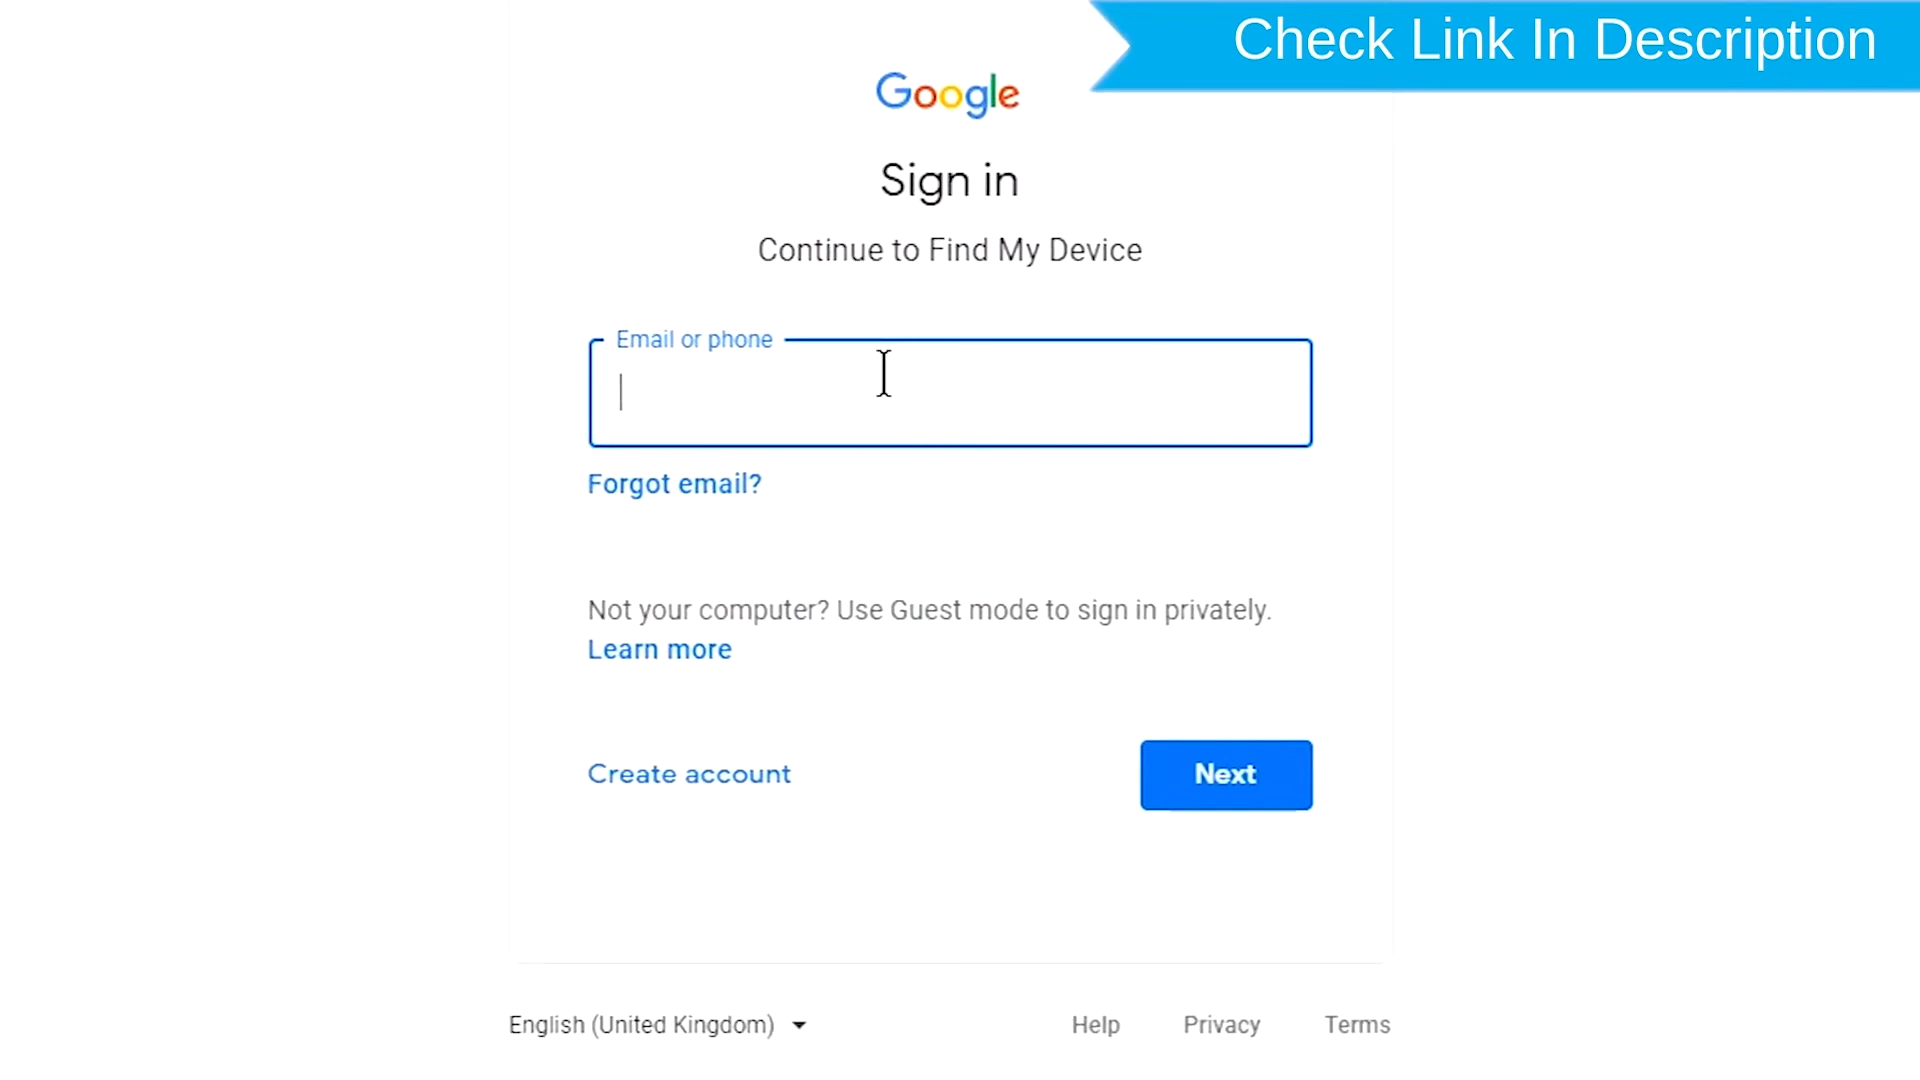 Check Link In Description
Google
Sign in
Continue to Find My Device
Email or phone
Forgot email?
Not your computer? Use Guest mode to sign in privately.
Learn more
Create account
Next
English (United Kingdom)
Help
Privacy
Terms